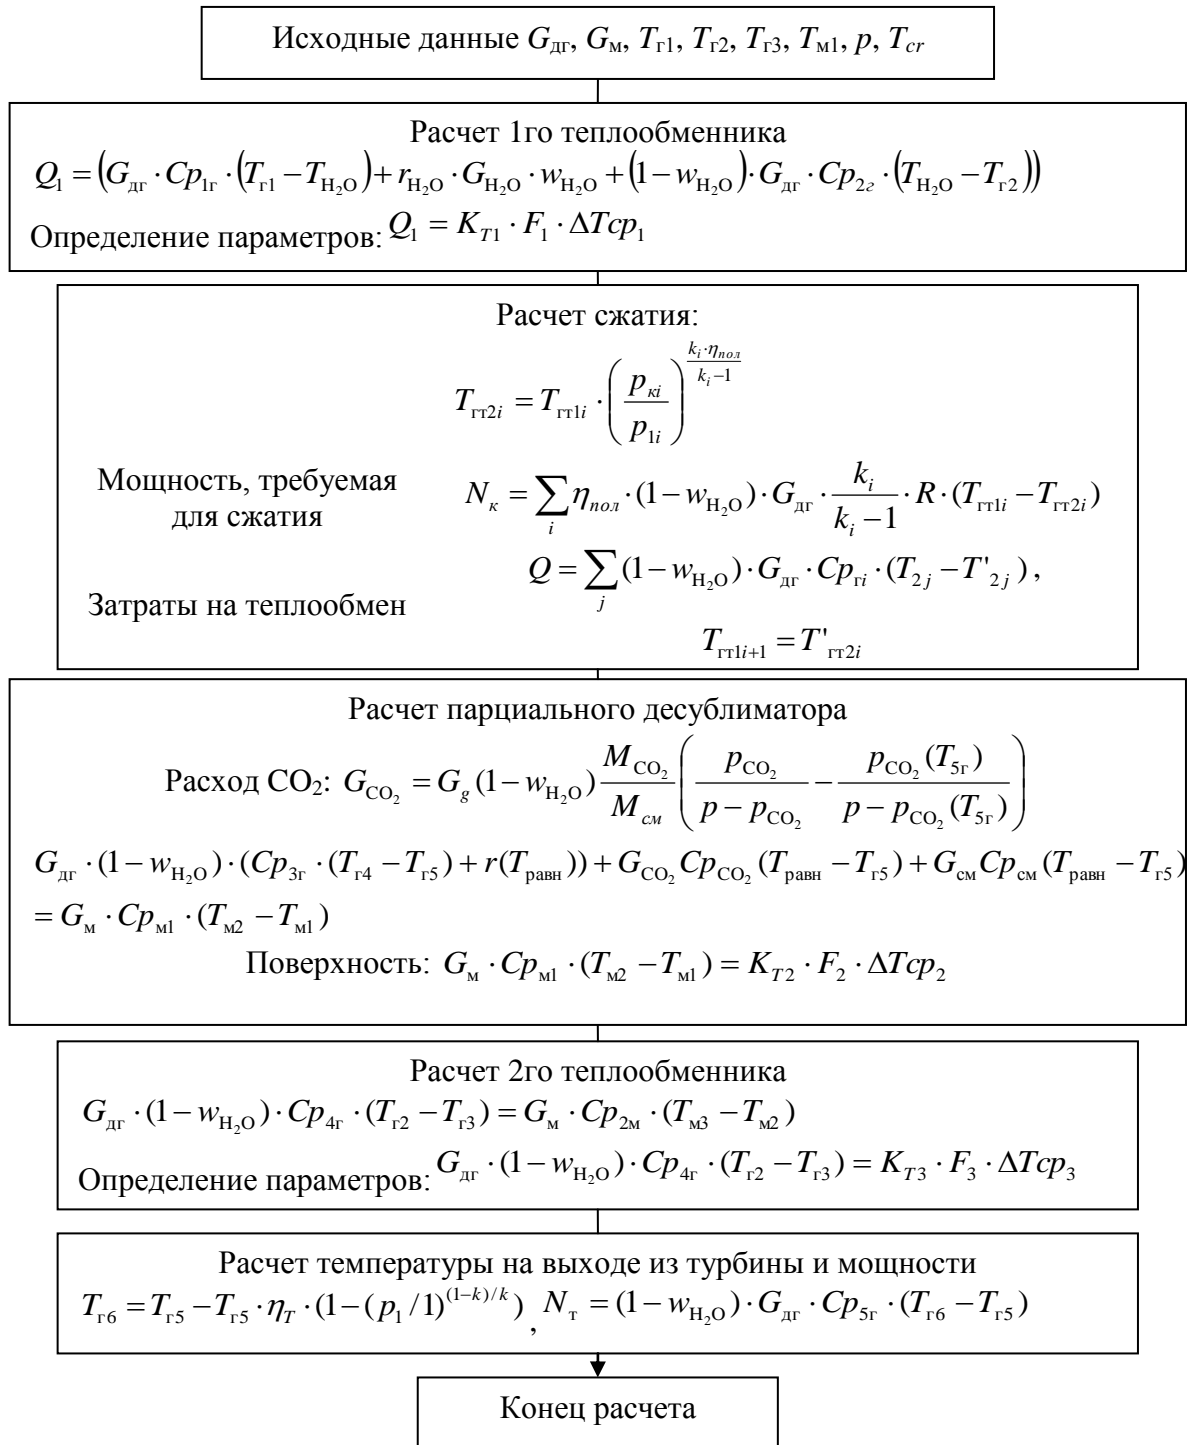 Исходные данные G_дг, G_м, T_г1, T_г2, T_г3, T_м1, p, T_cr
Расчет 1го теплообменника
Q_1 = (G_дг · Cp_1г · (T_г1 − T_H₂O) + r_H₂O · G_H₂O · w_H₂O + (1 − w_H₂O) · G_дг · Cp_2г · (T_H₂O − T_г2))
Определение параметров: Q_1 = K_T1 · F_1 · ΔTcp_1
Расчет сжатия:
T_гт2i = T_гт1i · (p_кi / p_1i)^((k_i · η_пол) / (k_i − 1))
Мощность, требуемая
для сжатия
N_к = ∑_i η_пол · (1 − w_H₂O) · G_дг · k_i / (k_i − 1) · R · (T_гт1i − T_гт2i)
Q = ∑_j (1 − w_H₂O) · G_дг · Cp_гi · (T_2j − T'_2j) ,
Затраты на теплообмен
T_гт1i+1 = T'_гт2i
Расчет парциального десублиматора
Расход CO₂: G_CO₂ = G_g (1 − w_H₂O) M_CO₂ / M_см (p_CO₂ / (p − p_CO₂) − p_CO₂(T_5г) / (p − p_CO₂(T_5г)))
G_дг · (1 − w_H₂O) · (Cp_3г · (T_г4 − T_г5) + r(T_равн)) + G_CO₂ Cp_CO₂ (T_равн − T_г5) + G_см Cp_см (T_равн − T_г5)
= G_м · Cp_м1 · (T_м2 − T_м1)
Поверхность: G_м · Cp_м1 · (T_м2 − T_м1) = K_T2 · F_2 · ΔTcp_2
Расчет 2го теплообменника
G_дг · (1 − w_H₂O) · Cp_4г · (T_г2 − T_г3) = G_м · Cp_2м · (T_м3 − T_м2)
Определение параметров: G_дг · (1 − w_H₂O) · Cp_4г · (T_г2 − T_г3) = K_T3 · F_3 · ΔTcp_3
Расчет температуры на выходе из турбины и мощности
T_г6 = T_г5 − T_г5 · η_T · (1 − (p_1 /1)^((1−k)/k)) , N_т = (1 − w_H₂O) · G_дг · Cp_5г · (T_г6 − T_г5)
Конец расчета